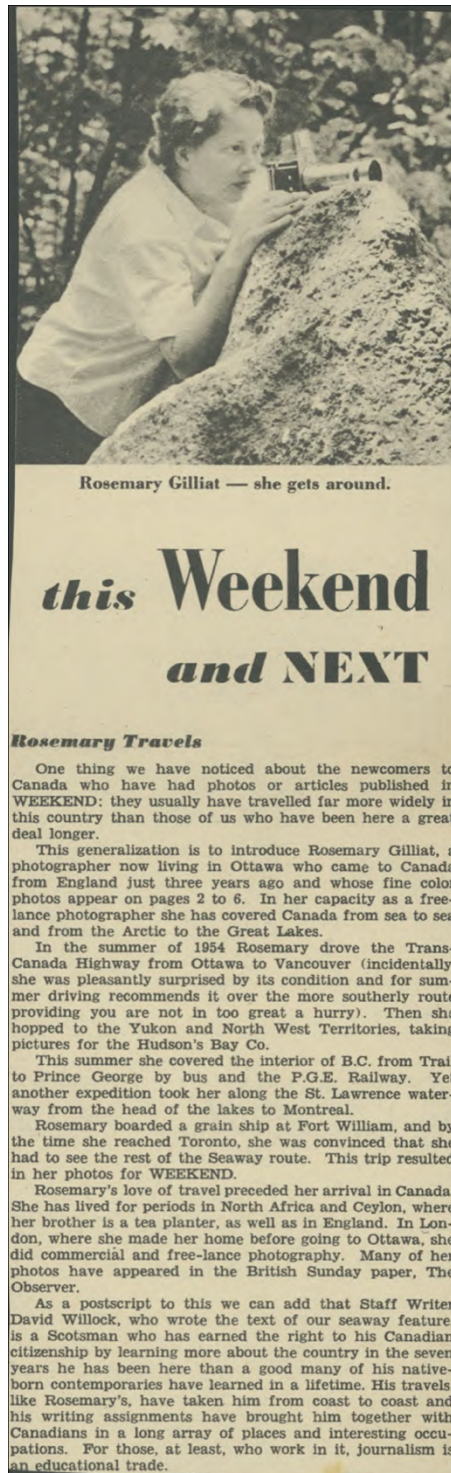 Rosemary Gilliat — she gets around.
this Weekend
and NEXT
Rosemary Travels
One thing we have noticed about the newcomers to
Canada who have had photos or articles published in
WEEKEND: they usually have travelled far more widely in
this country than those of us who have been here a great
deal longer.
This generalization is to introduce Rosemary Gilliat, a
photographer now living in Ottawa who came to Canada
from England just three years ago and whose fine color
photos appear on pages 2 to 6. In her capacity as a free-
lance photographer she has covered Canada from sea to sea
and from the Arctic to the Great Lakes.
In the summer of 1954 Rosemary drove the Trans-
Canada Highway from Ottawa to Vancouver (incidentally
she was pleasantly surprised by its condition and for sum-
mer driving recommends it over the more southerly route
providing you are not in too great a hurry). Then she
hopped to the Yukon and North West Territories, taking
pictures for the Hudson's Bay Co.
This summer she covered the interior of B.C. from Trail
to Prince George by bus and the P.G.E. Railway. Yet
another expedition took her along the St. Lawrence water-
way from the head of the lakes to Montreal.
Rosemary boarded a grain ship at Fort William, and by
the time she reached Toronto, she was convinced that she
had to see the rest of the Seaway route. This trip resulted
in her photos for WEEKEND.
Rosemary's love of travel preceded her arrival in Canada
She has lived for periods in North Africa and Ceylon, where
her brother is a tea planter, as well as in England. In Lon-
don, where she made her home before going to Ottawa, she
did commercial and free-lance photography. Many of her
photos have appeared in the British Sunday paper, The
Observer.
As a postscript to this we can add that Staff Writer
David Willock, who wrote the text of our seaway feature
is a Scotsman who has earned the right to his Canadian
citizenship by learning more about the country in the seven
years he has been here than a good many of his native-
born contemporaries have learned in a lifetime. His travels
like Rosemary's, have taken him from coast to coast and
his writing assignments have brought him together with
Canadians in a long array of places and interesting occu-
pations. For those, at least, who work in it, journalism is
an educational trade.